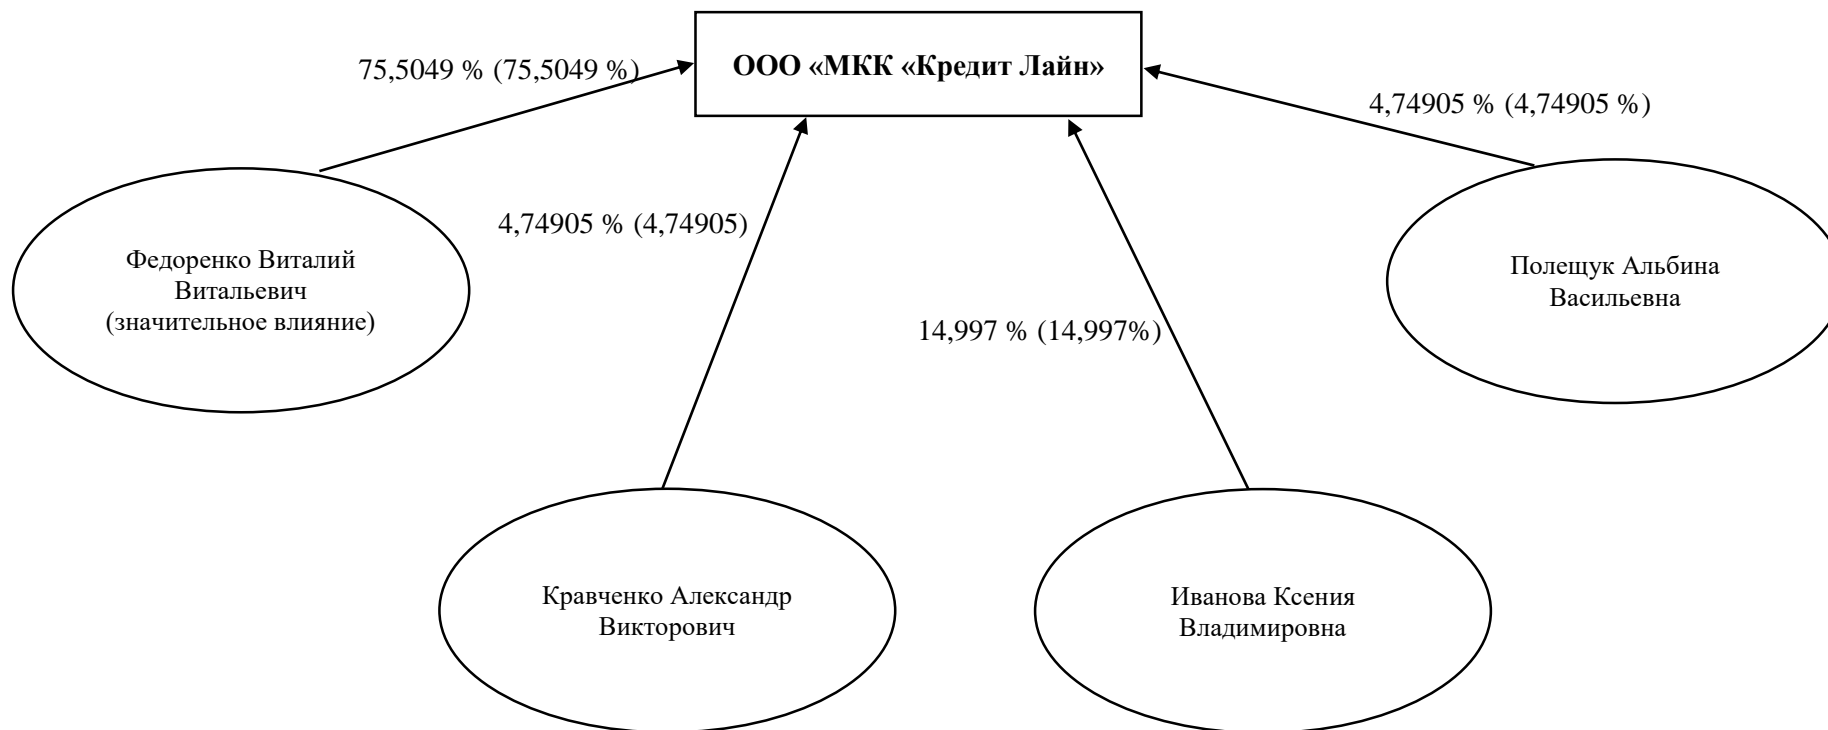 ООО «МКК «Кредит Лайн»
75,5049 % (75,5049 %)
4,74905 % (4,74905 %)
4,74905 % (4,74905)
14,997 % (14,997%)
Федоренко Виталий
Витальевич
(значительное влияние)
Полещук Альбина
Васильевна
Кравченко Александр
Викторович
Иванова Ксения
Владимировна